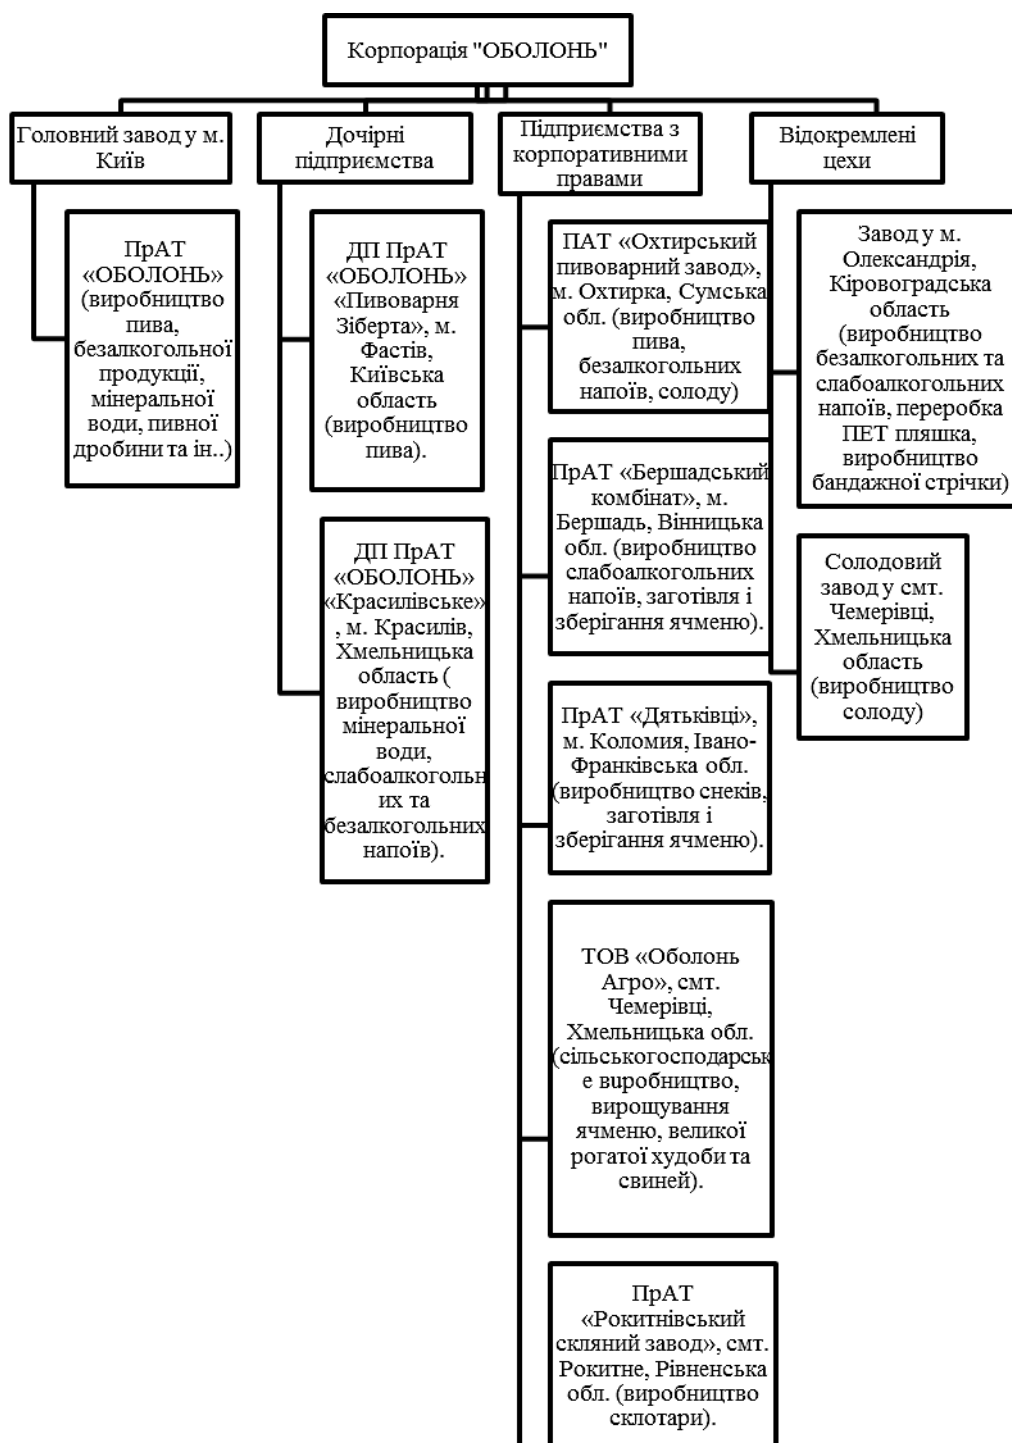 Корпорація "ОБОЛОНЬ"
Головний завод у м.
Київ
ПрАТ
«ОБОЛОНЬ»
(виробництво
пива,
безалкогольної
продукції,
мінеральної
води, пивної
дробини та ін..)
Дочірні
підприємства
ДП ПрАТ
«ОБОЛОНЬ»
«Пивоварня
Зіберта», м.
Фастів,
Київська
область
(виробництво
пива).
ДП ПрАТ
«ОБОЛОНЬ»
«Красилівське»
, м. Красилів,
Хмельницька
область (
виробництво
мінеральної
води,
слабоалкогольн
их та
безалкогольних
напоїв).
Підприємства з
корпоративними
правами
ПАТ «Охтирський
пивоварний завод»,
м. Охтирка, Сумська
обл. (виробництво
пива,
безалкогольних
напоїв, солоду)
ПрАТ «Бершадський
комбінат», м.
Бершадь, Вінницька
обл. (виробництво
слабоалкогольних
напоїв, заготівля і
зберігання ячменю).
ПрАТ «Дятьківці»,
м. Коломия, Івано-
Франківська обл.
(виробництво снеків,
заготівля і
зберігання ячменю).
ТОВ «Оболонь
Агро», смт.
Чемерівці,
Хмельницька обл.
(сільськогосподарськ
е виробництво,
вирощування
ячменю, великої
рогатої худоби та
свиней).
ПрАТ
«Рокитнівський
скляний завод», смт.
Рокитне, Рівненська
обл. (виробництво
склотари).
Відокремлені
цехи
Завод у м.
Олександрія,
Кіровоградська
область
(виробництво
безалкогольних та
слабоалкогольних
напоїв, переробка
ПЕТ пляшка,
виробництво
бандажної стрічки)
Солодовий
завод у смт.
Чемерівці,
Хмельницька
область
(виробництво
солоду)